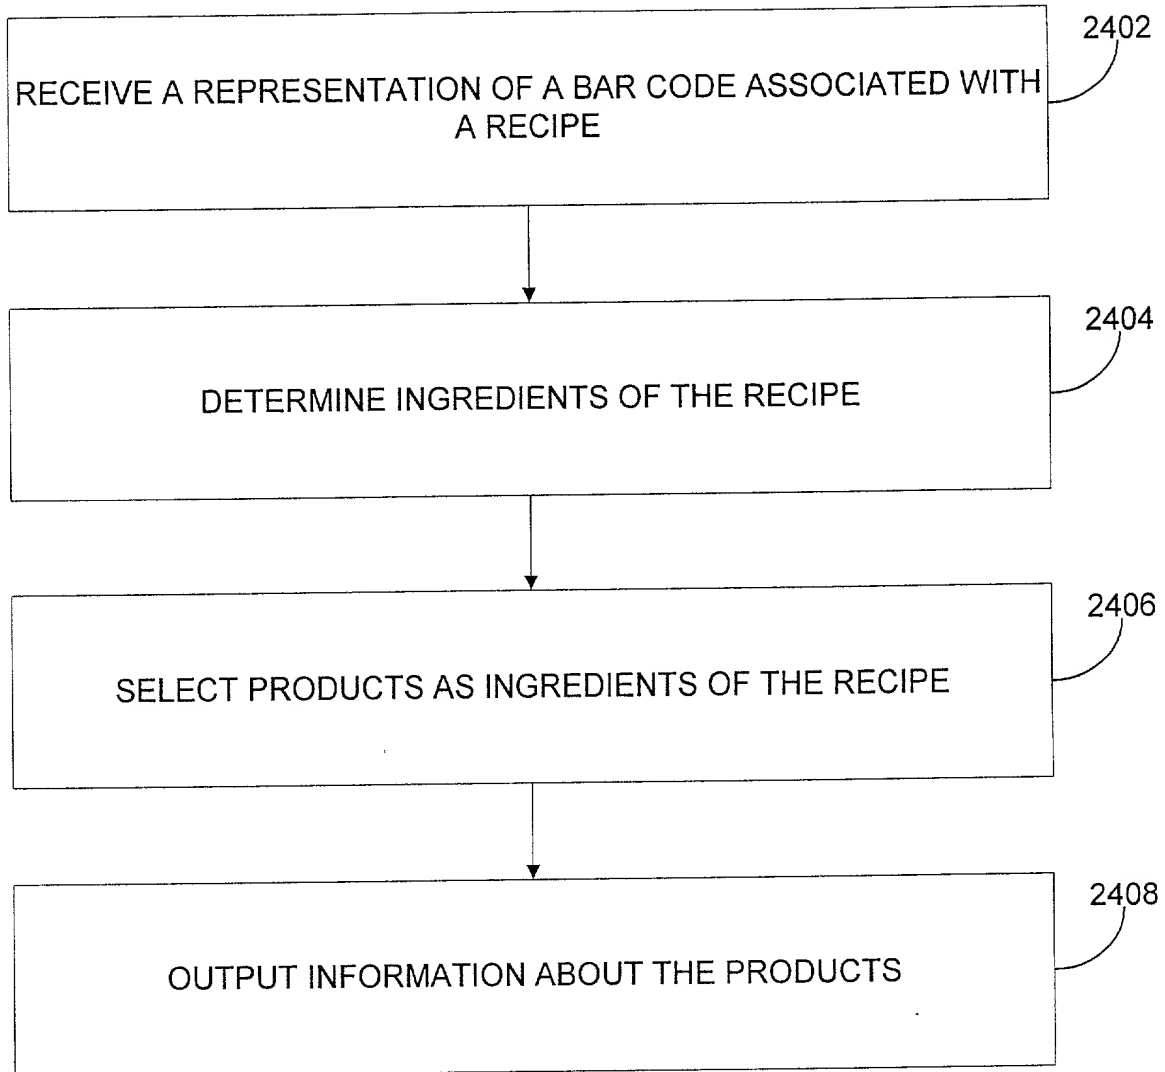 2402
RECEIVE A REPRESENTATION OF A BAR CODE ASSOCIATED WITH
A RECIPE
2404
DETERMINE INGREDIENTS OF THE RECIPE
2406
SELECT PRODUCTS AS INGREDIENTS OF THE RECIPE
2408
OUTPUT INFORMATION ABOUT THE PRODUCTS